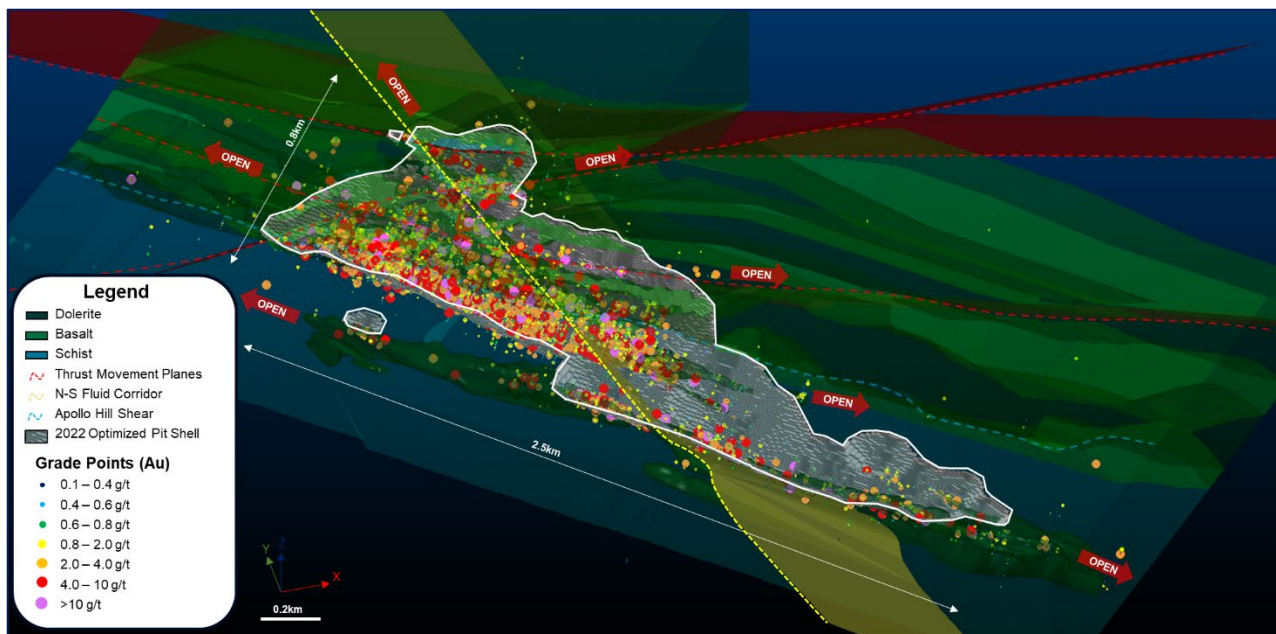 OPEN
0.8km
OPEN
OPEN
OPEN
OPEN
OPEN
OPEN
2.5km
Legend
Dolerite
Basalt
Schist
Thrust Movement Planes
N-S Fluid Corridor
Apollo Hill Shear
2022 Optimized Pit Shell
Grade Points (Au)
0.1 – 0.4 g/t
0.4 – 0.6 g/t
0.6 – 0.8 g/t
0.8 – 2.0 g/t
2.0 – 4.0 g/t
4.0 – 10 g/t
>10 g/t
Y
Z
X
0.2km